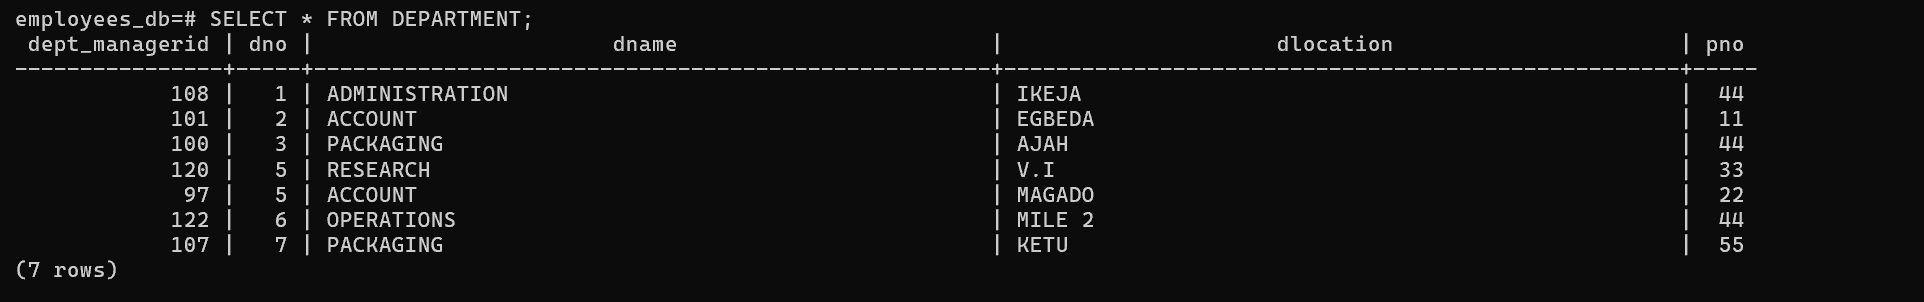 employees_db=# SELECT * FROM DEPARTMENT;
 dept_managerid | dno |                       dname                        |                     dlocation                      | pno
----------------+-----+----------------------------------------------------+----------------------------------------------------+-----
            108 |   1 | ADMINISTRATION                                     | IKEJA                                              |  44
            101 |   2 | ACCOUNT                                            | EGBEDA                                             |  11
            100 |   3 | PACKAGING                                          | AJAH                                               |  44
            120 |   5 | RESEARCH                                           | V.I                                                |  33
             97 |   5 | ACCOUNT                                            | MAGADO                                             |  22
            122 |   6 | OPERATIONS                                         | MILE 2                                             |  44
            107 |   7 | PACKAGING                                          | KETU                                               |  55
(7 rows)